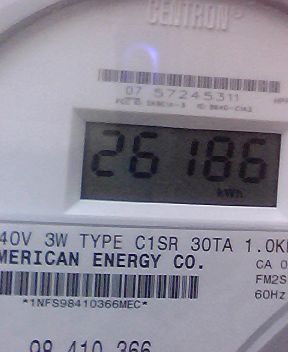 CENTRON®
07 57245311
26186
kWh
40V 3W TYPE C1SR 30TA 1.0K
MERICAN ENERGY CO.
CA 0
FM2S
60Hz
*1NFS98410366MEC*
98 410 366